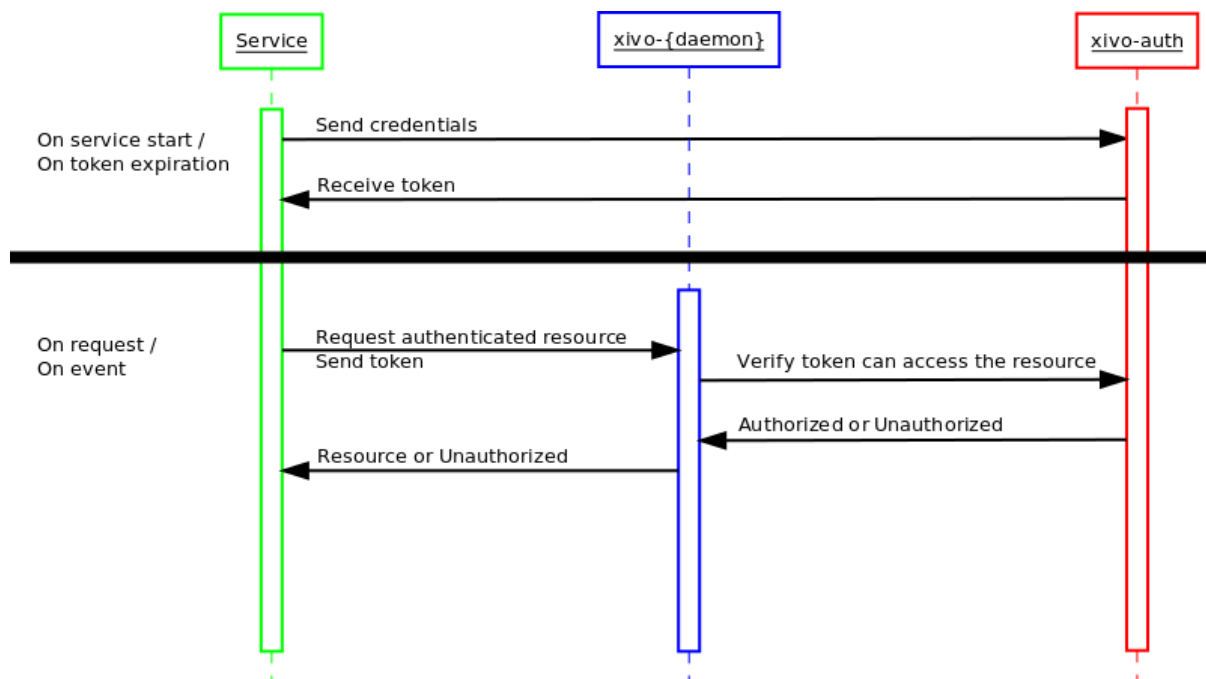 Service
xivo-{daemon}
xivo-auth
On service start /
On token expiration
Send credentials
Receive token
On request /
On event
Request authenticated resource
Send token
Verify token can access the resource
Authorized or Unauthorized
Resource or Unauthorized